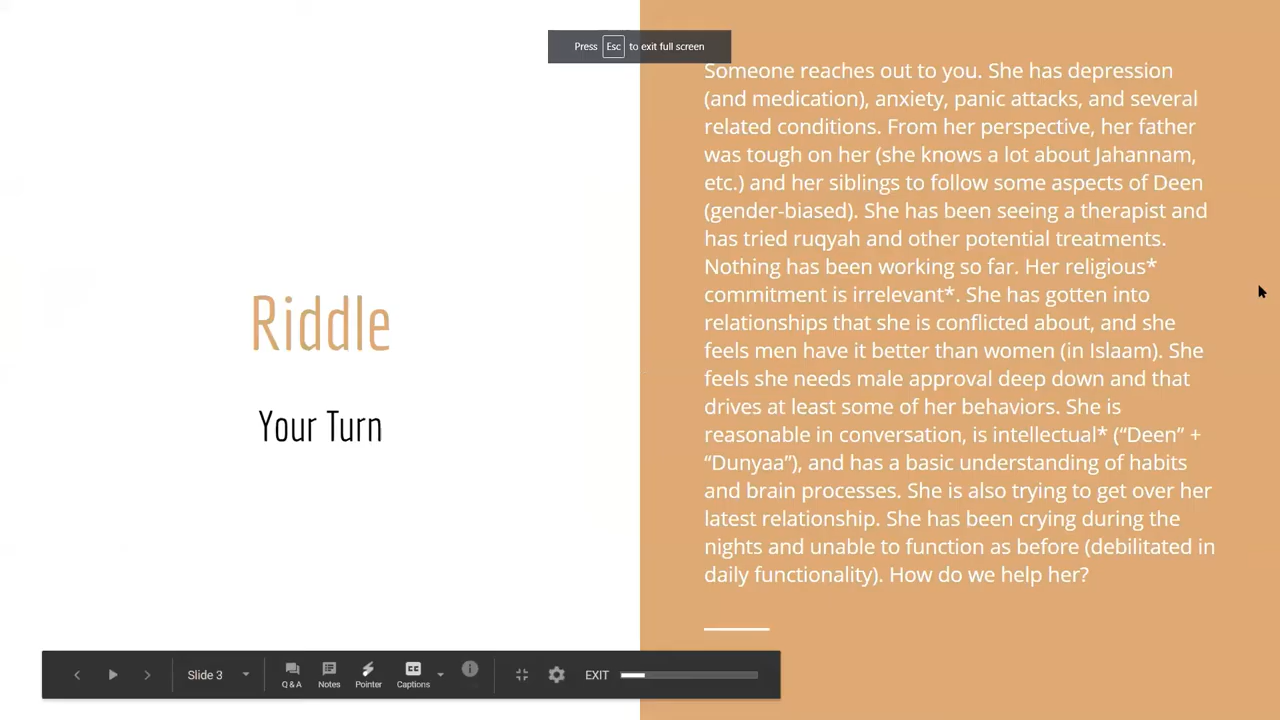 Press Esc to exit full screen
Riddle
Your Turn
Someone reaches out to you. She has depression
(and medication), anxiety, panic attacks, and several
related conditions. From her perspective, her father
was tough on her (she knows a lot about Jahannam,
etc.) and her siblings to follow some aspects of Deen
(gender-biased). She has been seeing a therapist and
has tried ruqyah and other potential treatments.
Nothing has been working so far. Her religious*
commitment is irrelevant*. She has gotten into
relationships that she is conflicted about, and she
feels men have it better than women (in Islaam). She
feels she needs male approval deep down and that
drives at least some of her behaviors. She is
reasonable in conversation, is intellectual* (“Deen” +
“Dunyaa”), and has a basic understanding of habits
and brain processes. She is also trying to get over her
latest relationship. She has been crying during the
nights and unable to function as before (debilitated in
daily functionality). How do we help her?
Slide 3
Q & A
Notes
Pointer
CC
Captions
EXIT